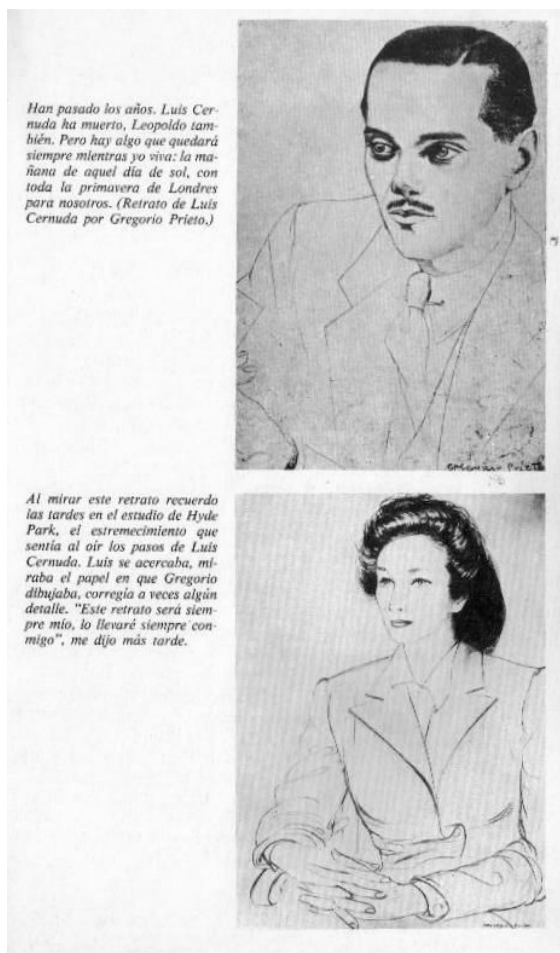 Han pasado los años. Luis Cer-
nuda ha muerto, Leopoldo tam-
bién. Pero hay algo que quedará
siempre mientras yo viva: la ma-
ñana de aquel día de sol, con
toda la primavera de Londres
para nosotros. (Retrato de Luis
Cernuda por Gregorio Prieto.)
GREGORIO PRIETO
Al mirar este retrato recuerdo
las tardes en el estudio de Hyde
Park, el estremecimiento que
sentía al oír los pasos de Luis
Cernuda. Luis se acercaba, mi-
raba el papel en que Gregorio
dibujaba, corregía a veces algún
detalle. "Este retrato será siem-
pre mío, lo llevaré siempre con-
migo", me dijo más tarde.